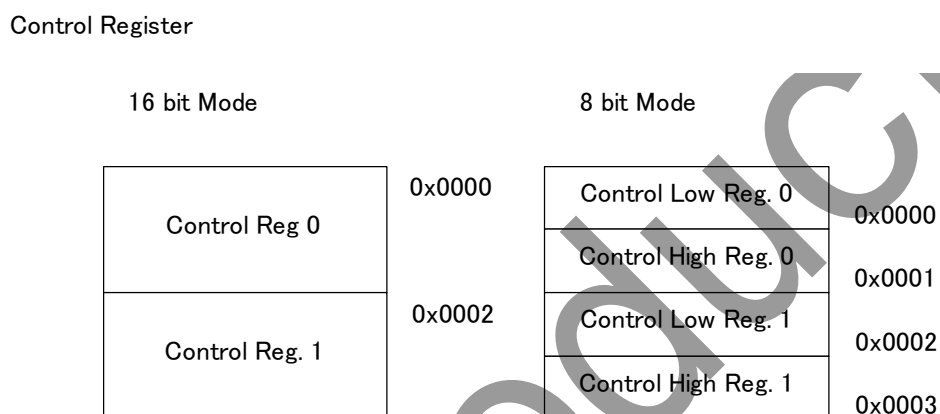 Control Register
16 bit Mode
8 bit Mode
Control Reg 0
0x0000
Control Reg. 1
0x0002
Control Low Reg. 0
0x0000
Control High Reg. 0
0x0001
Control Low Reg. 1
0x0002
Control High Reg. 1
0x0003